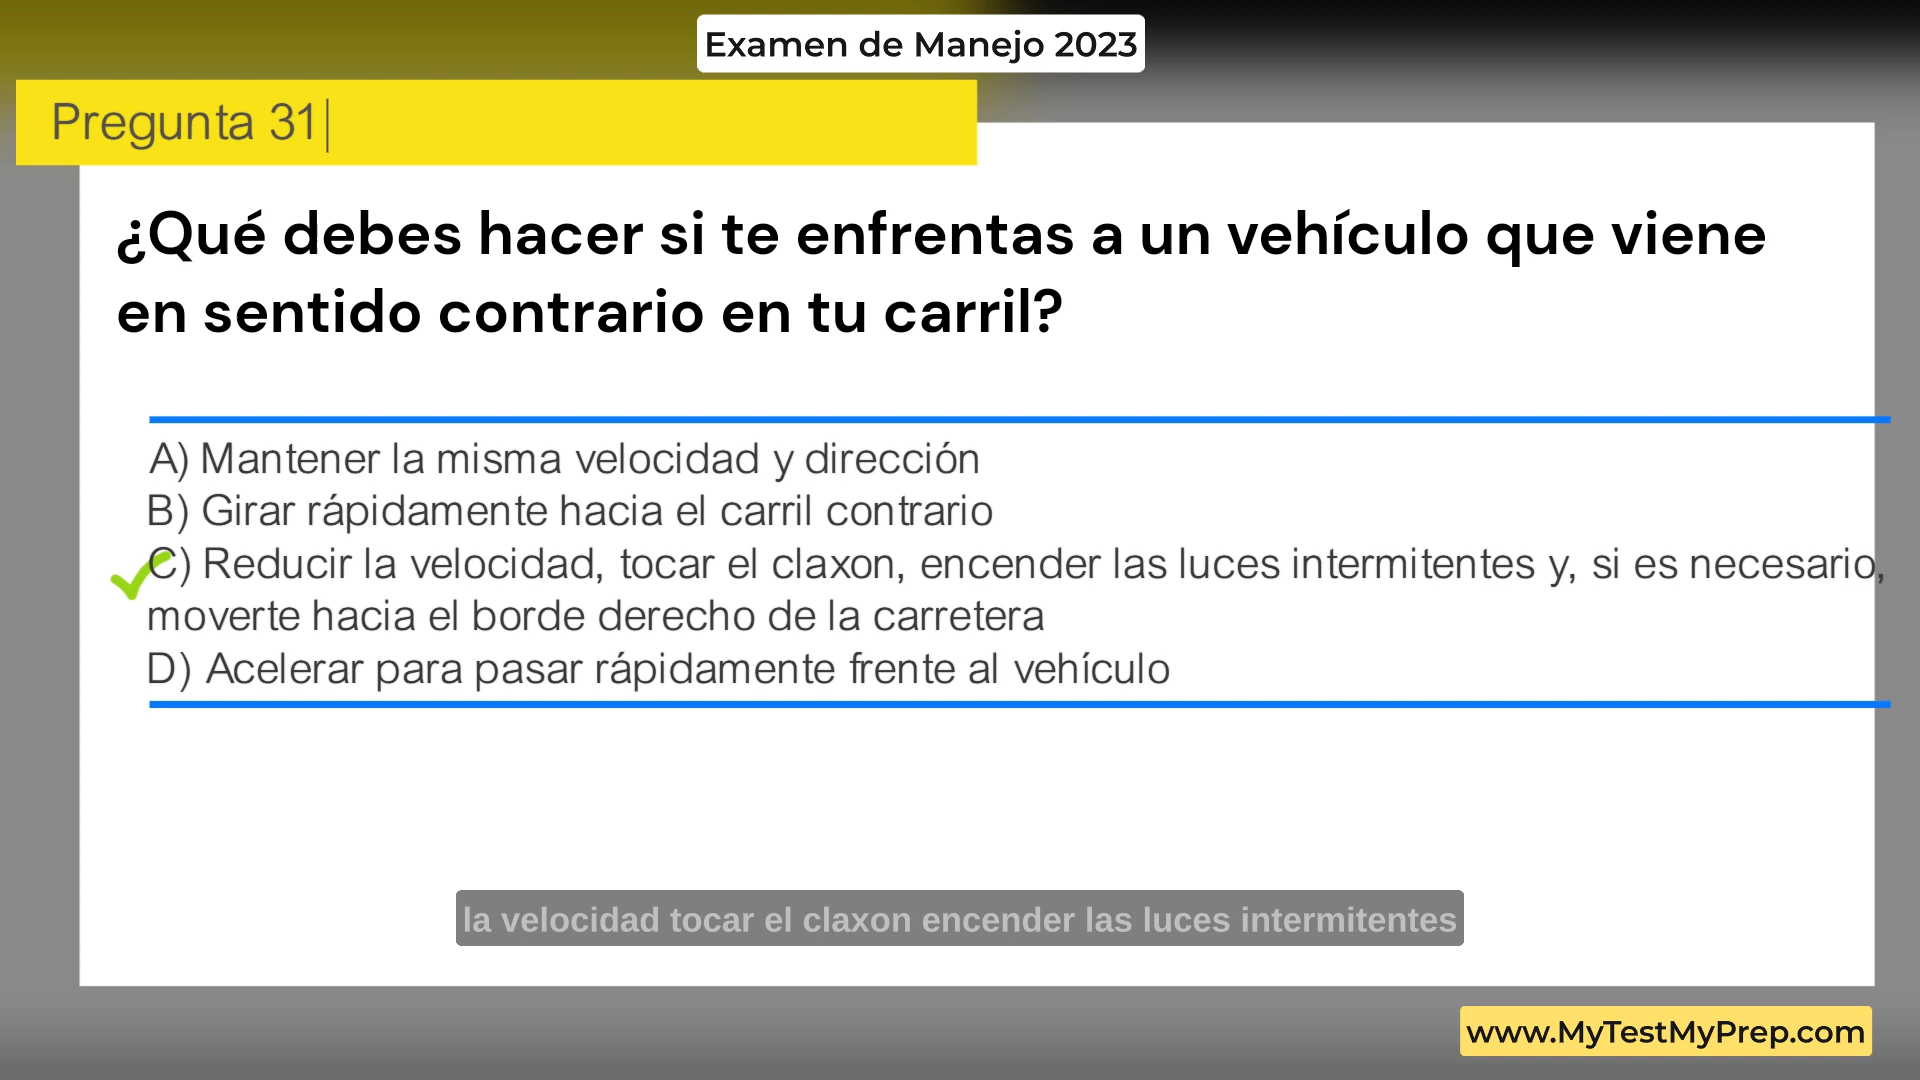 Examen de Manejo 2023
Pregunta 31
¿Qué debes hacer si te enfrentas a un vehículo que viene
en sentido contrario en tu carril?
A) Mantener la misma velocidad y dirección
B) Girar rápidamente hacia el carril contrario
C) Reducir la velocidad, tocar el claxon, encender las luces intermitentes y, si es necesario,
moverte hacia el borde derecho de la carretera
D) Acelerar para pasar rápidamente frente al vehículo
la velocidad tocar el claxon encender las luces intermitentes
www.MyTestMyPrep.com